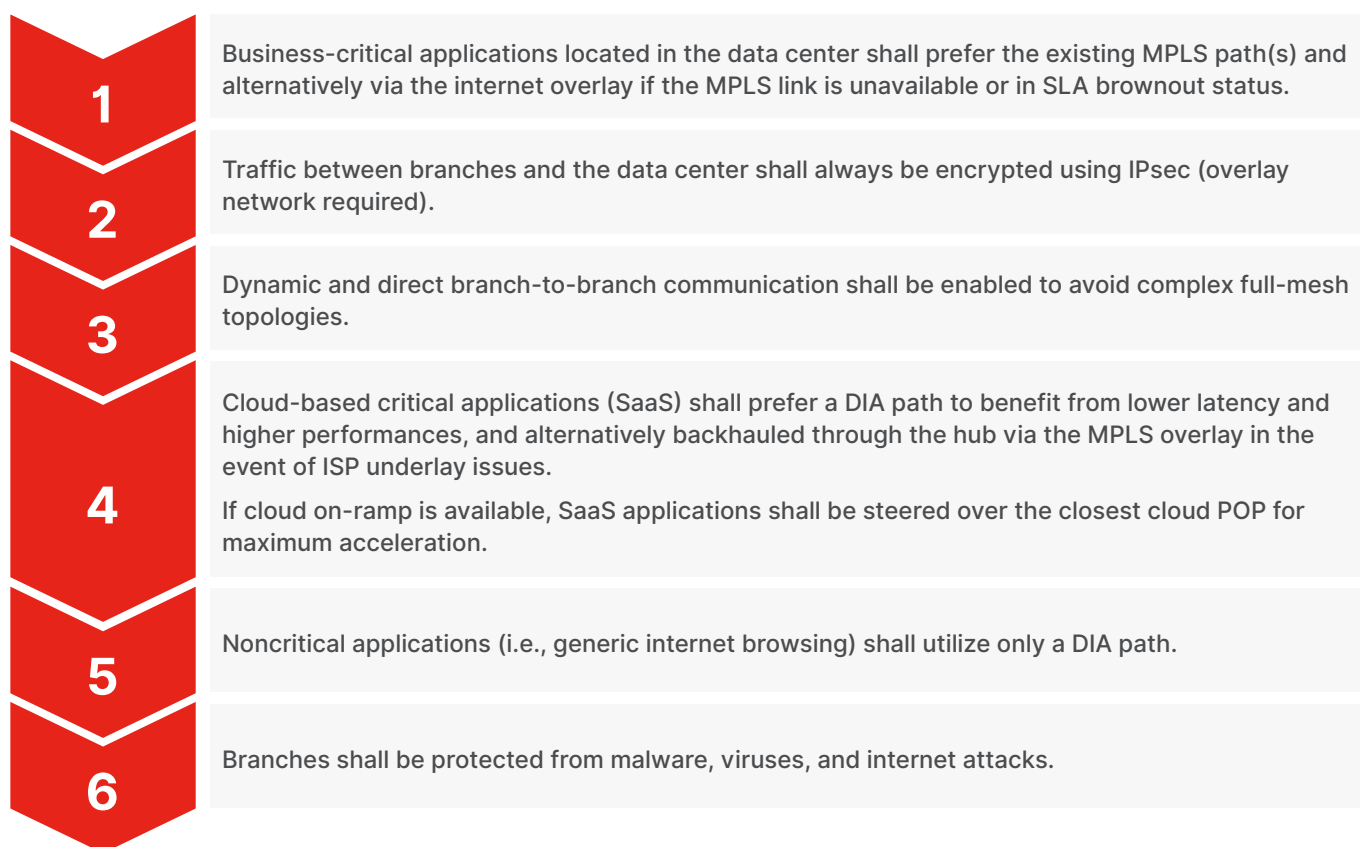 1
Business-critical applications located in the data center shall prefer the existing MPLS path(s) and
alternatively via the internet overlay if the MPLS link is unavailable or in SLA brownout status.
2
Traffic between branches and the data center shall always be encrypted using IPsec (overlay
network required).
3
Dynamic and direct branch-to-branch communication shall be enabled to avoid complex full-mesh
topologies.
4
Cloud-based critical applications (SaaS) shall prefer a DIA path to benefit from lower latency and
higher performances, and alternatively backhauled through the hub via the MPLS overlay in the
event of ISP underlay issues.
If cloud on-ramp is available, SaaS applications shall be steered over the closest cloud POP for
maximum acceleration.
5
Noncritical applications (i.e., generic internet browsing) shall utilize only a DIA path.
6
Branches shall be protected from malware, viruses, and internet attacks.